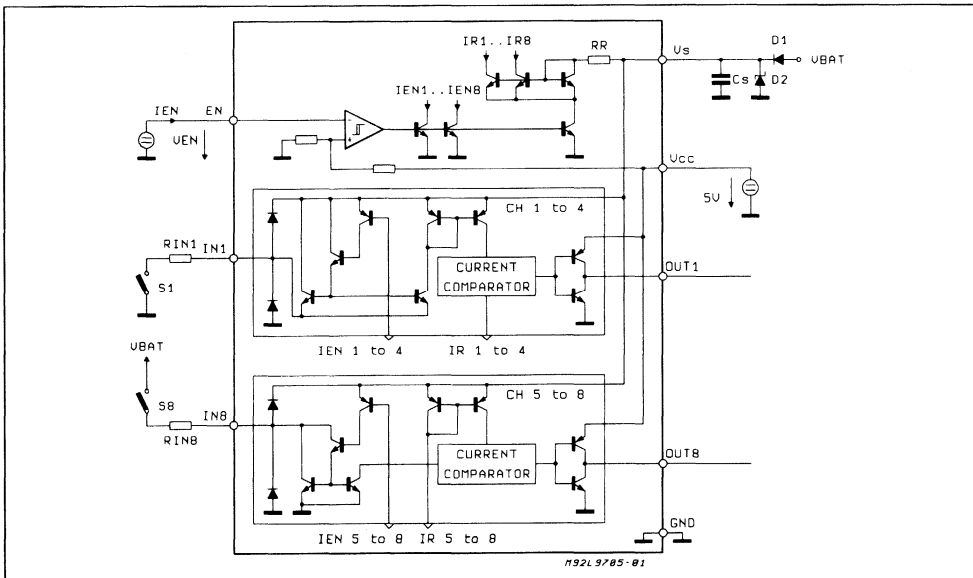 IR1..IR8
RR
Vs
D1
VBAT
Cs
D2
IEN
EN
IEN1..IEN8
VEN
Vcc
5V
CH 1 to 4
RIN1
IN1
CURRENT
COMPARATOR
OUT1
S1
IEN 1 to 4
IR 1 to 4
VBAT
CH 5 to 8
S8
IN8
RIN8
CURRENT
COMPARATOR
OUT8
IEN 5 to 8
IR 5 to 8
GND
M92L9705-01